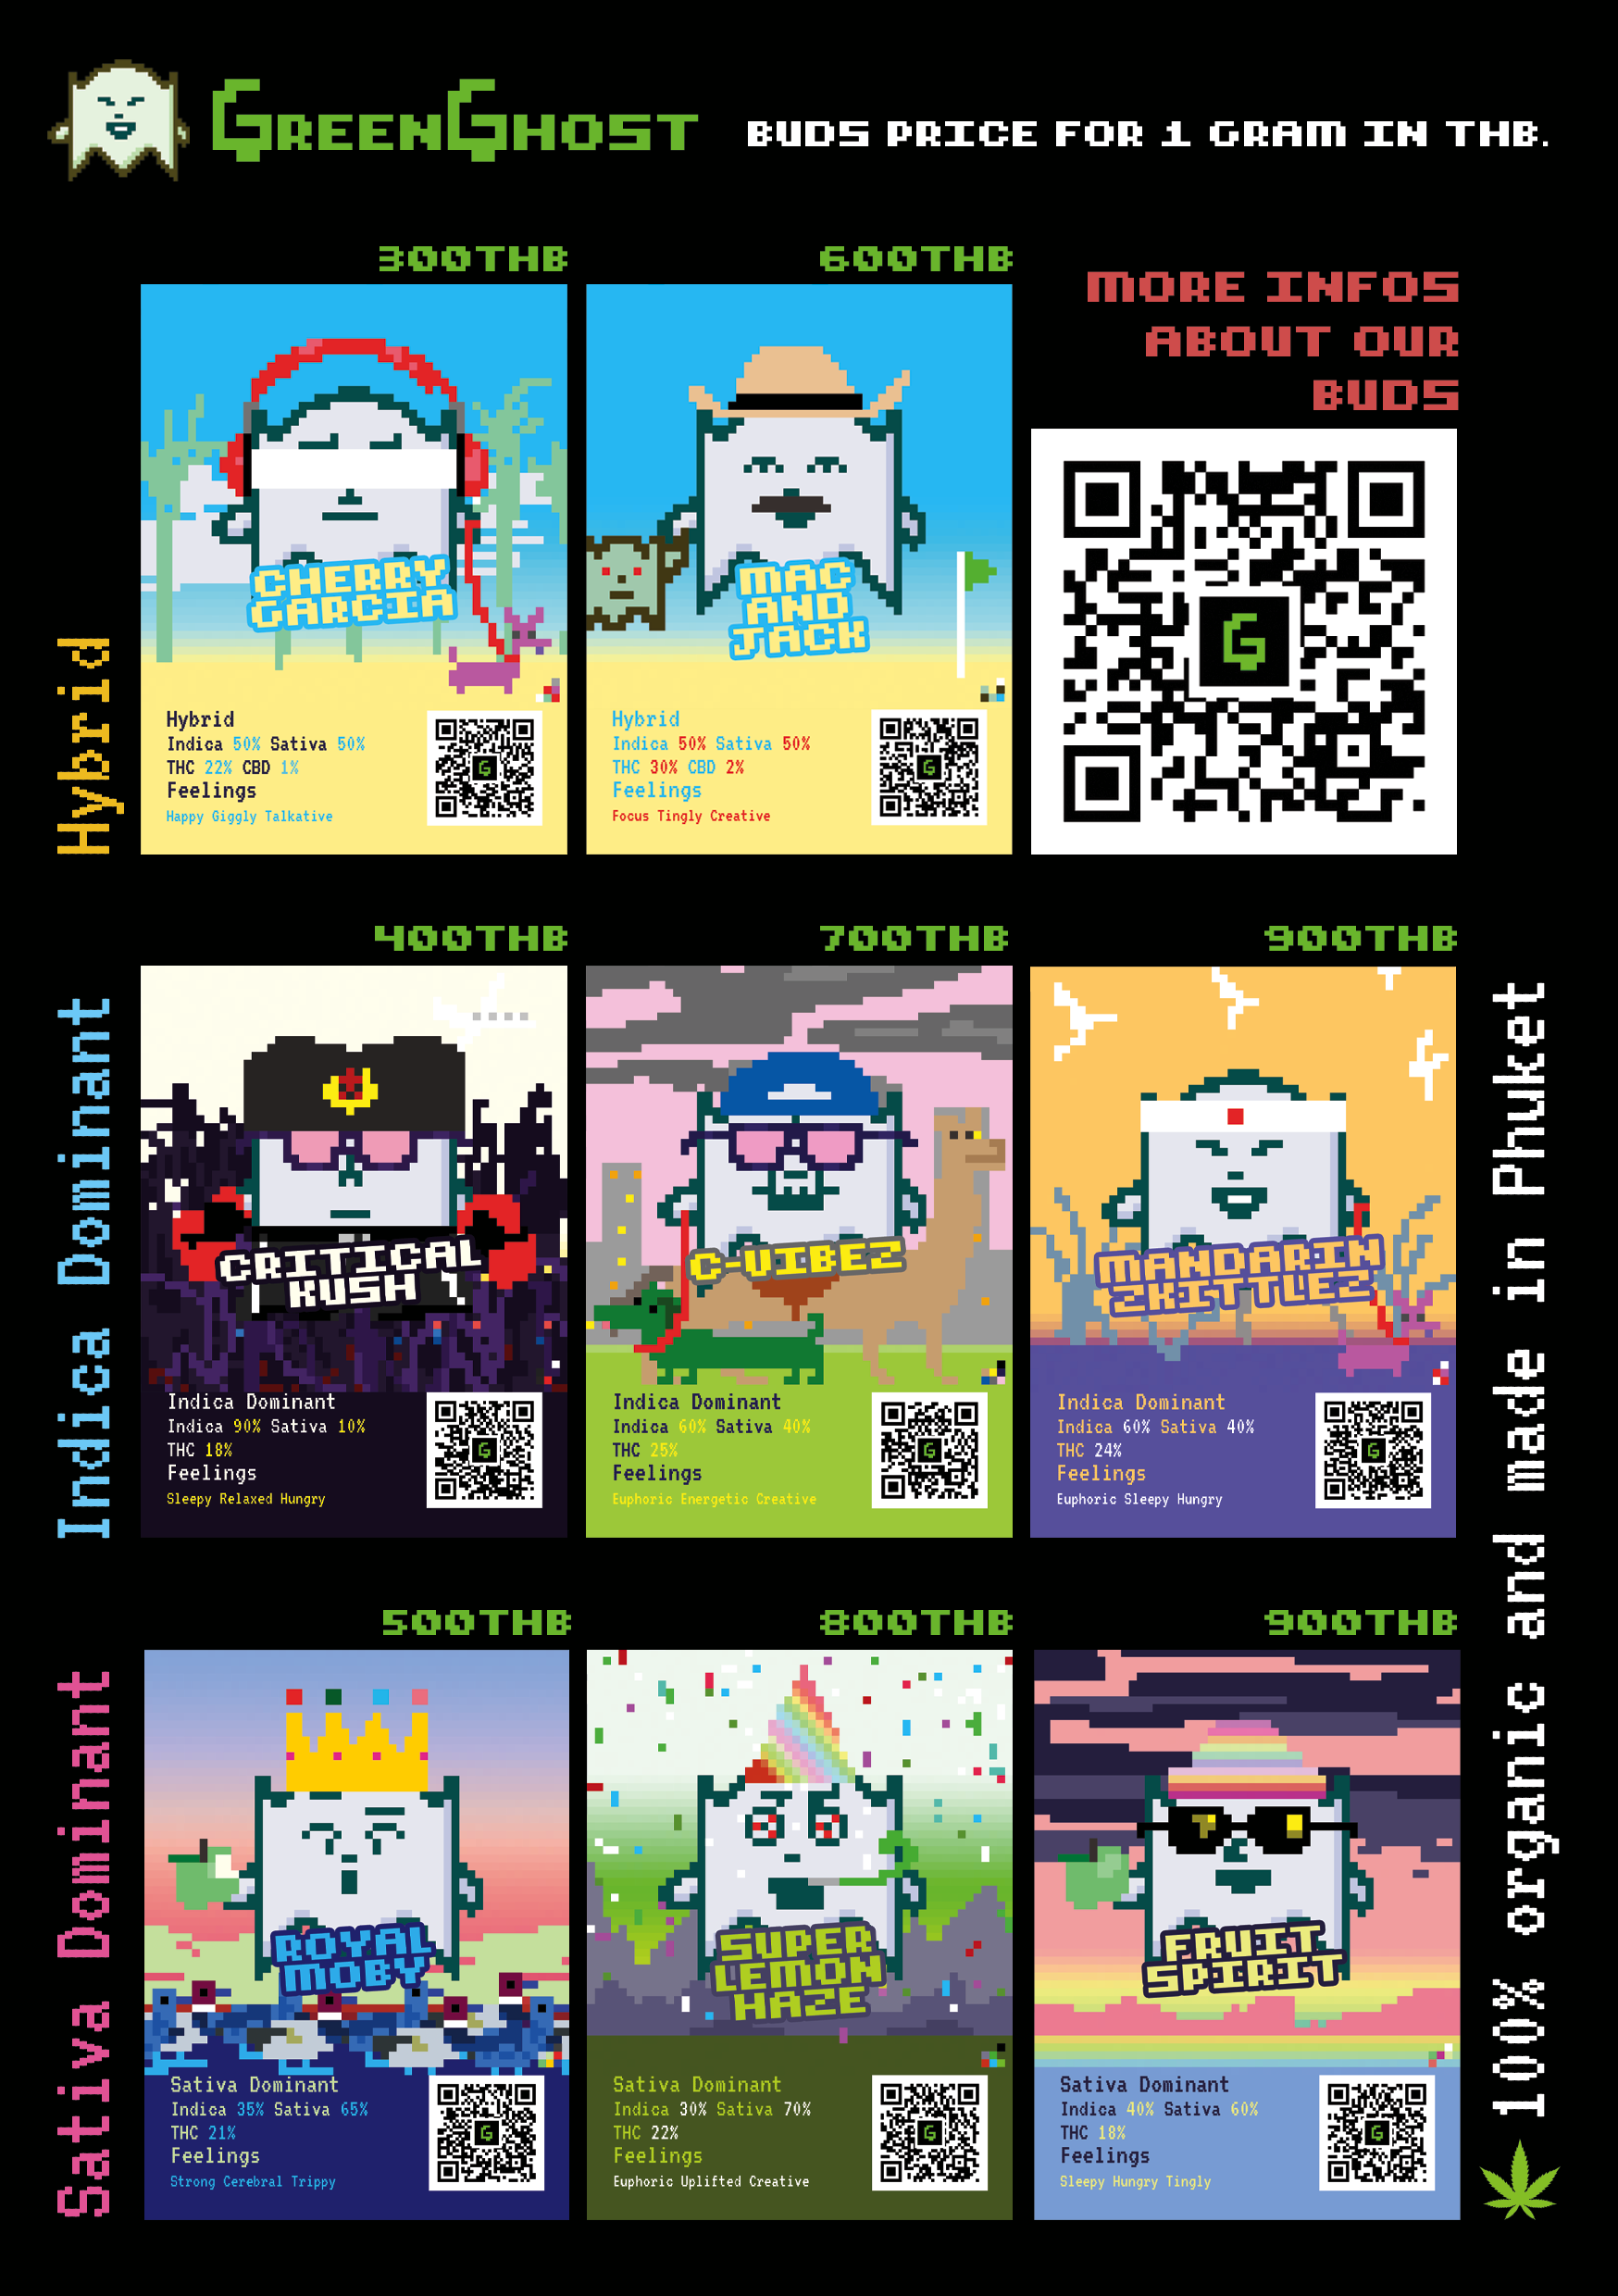 GREENGHOST
BUDS PRICE FOR 1 GRAM IN THB.
Hybrid
300THB
CHERRY
GARCIA
Hybrid
Indica 50% Sativa 50%
THC 22% CBD 1%
Feelings
Happy Giggly Talkative
600THB
MAC
AND
JACK
Hybrid
Indica 50% Sativa 50%
THC 30% CBD 2%
Feelings
Focus Tingly Creative
MORE INFOS
ABOUT OUR
BUDS
G
Indica Dominant
400THB
CRITICAL
KUSH
Indica Dominant
Indica 90% Sativa 10%
THC 18%
Feelings
Sleepy Relaxed Hungry
700THB
C-VIBEZ
Indica Dominant
Indica 60% Sativa 40%
THC 25%
Feelings
Euphoric Energetic Creative
900THB
MANDARIN
ZKITTLEZ
Indica Dominant
Indica 60% Sativa 40%
THC 24%
Feelings
Euphoric Sleepy Hungry
Sativa Dominant
500THB
ROYAL
MOBY
Sativa Dominant
Indica 35% Sativa 65%
THC 21%
Feelings
Strong Cerebral Trippy
800THB
SUPER
LEMON
HAZE
Sativa Dominant
Indica 30% Sativa 70%
THC 22%
Feelings
Euphoric Uplifted Creative
900THB
FRUIT
SPIRIT
Sativa Dominant
Indica 40% Sativa 60%
THC 18%
Feelings
Sleepy Hungry Tingly
100% organic and made in Phuket